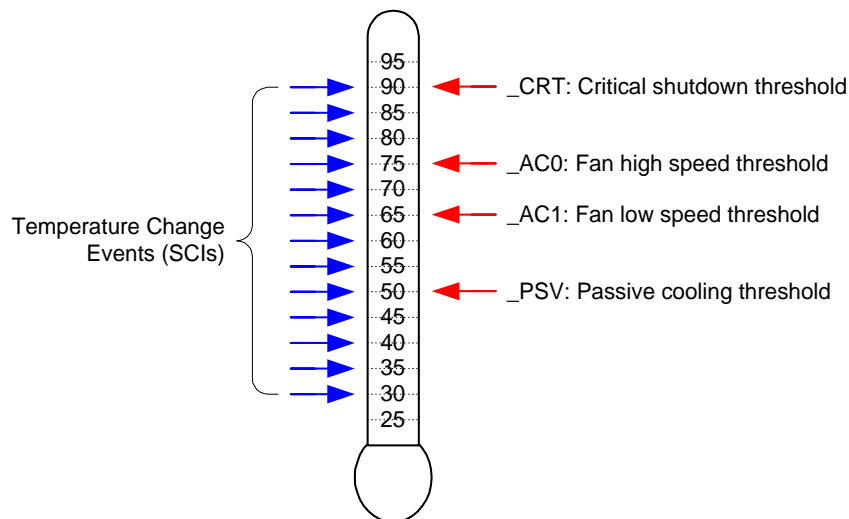 95
90
85
80
75
70
65
60
55
50
45
40
35
30
25
Temperature Change
Events (SCIs)
_CRT: Critical shutdown threshold
_AC0: Fan high speed threshold
_AC1: Fan low speed threshold
_PSV: Passive cooling threshold